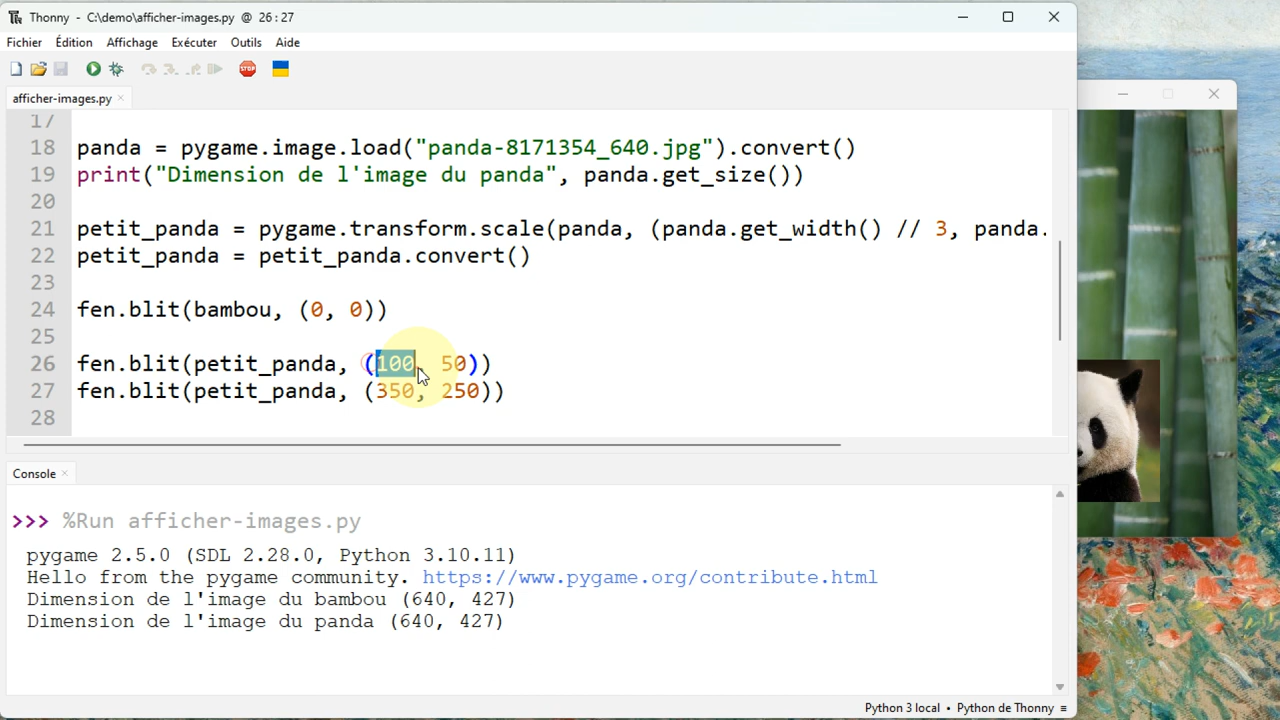 Thonny - C:\demo\afficher-images.py @ 26:27
Fichier Édition Affichage Exécuter Outils Aide
STOP
afficher-images.py ×
17
18 panda = pygame.image.load("panda-8171354_640.jpg").convert()
19 print("Dimension de l'image du panda", panda.get_size())
20
21 petit_panda = pygame.transform.scale(panda, (panda.get_width() // 3, panda.
22 petit_panda = petit_panda.convert()
23
24 fen.blit(bambou, (0, 0))
25
26 fen.blit(petit_panda, (100, 50))
27 fen.blit(petit_panda, (350, 250))
28
Console ×
>>> %Run afficher-images.py
pygame 2.5.0 (SDL 2.28.0, Python 3.10.11)
Hello from the pygame community. https://www.pygame.org/contribute.html
Dimension de l'image du bambou (640, 427)
Dimension de l'image du panda (640, 427)
Python 3 local • Python de Thonny ≡